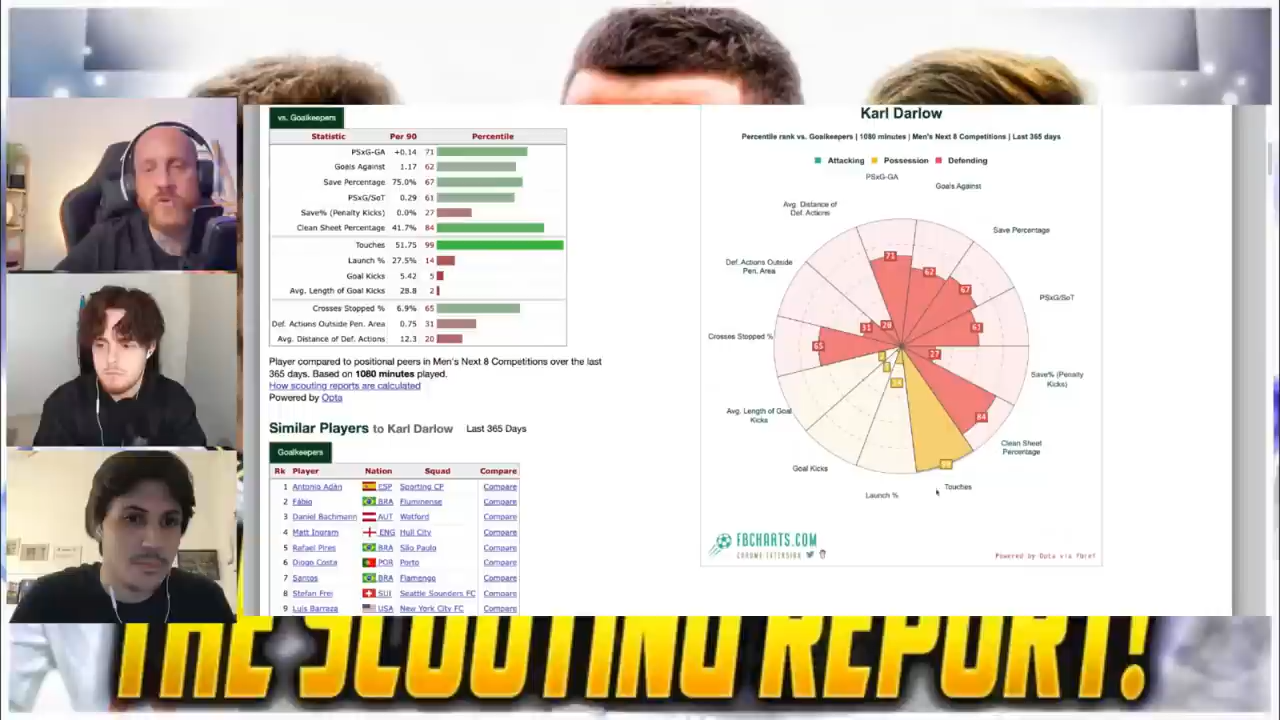 vs. Goalkeepers
Statistic Per 90 Percentile
PSxG-GA +0.14 71
Goals Against 1.17 62
Save Percentage 75.0% 67
PSxG/SoT 0.29 61
Save% (Penalty Kicks) 0.0% 27
Clean Sheet Percentage 41.7% 84
Touches 51.75 99
Launch % 27.5% 14
Goal Kicks 5.42 5
Avg. Length of Goal Kicks 28.8 2
Crosses Stopped % 6.9% 65
Def. Actions Outside Pen. Area 0.75 31
Avg. Distance of Def. Actions 12.3 20
Player compared to positional peers in Men's Next 8 Competitions over the last
365 days. Based on 1080 minutes played.
How scouting reports are calculated
Powered by Opta
Similar Players to Karl Darlow Last 365 Days
Goalkeepers
Rk Player Nation Squad Compare
1 Antonio Adán ESP Sporting CP Compare
2 Fábio BRA Fluminense Compare
3 Daniel Bachmann AUT Watford Compare
4 Matt Ingram ENG Hull City Compare
5 Rafael Pires BRA São Paulo Compare
6 Diogo Costa POR Porto Compare
7 Santos BRA Flamengo Compare
8 Stefan Frei SUI Seattle Sounders FC Compare
9 Luis Barraza USA New York City FC Compare
Karl Darlow
Percentile rank vs. Goalkeepers | 1080 minutes | Men's Next 8 Competitions | Last 365 days
Attacking Possession Defending
PSxG-GA
Goals Against
Save Percentage
PSxG/SoT
Save% (Penalty
Kicks)
Clean Sheet
Percentage
Touches
Launch %
Goal Kicks
Avg. Length of Goal
Kicks
Crosses Stopped %
Def. Actions Outside
Pen. Area
Avg. Distance of
Def. Actions
71
62
67
61
27
84
65
31
20
FBCHARTS.COM
CHROME EXTENSION
Powered by Opta via fbref
THE SCOUTING REPORT!